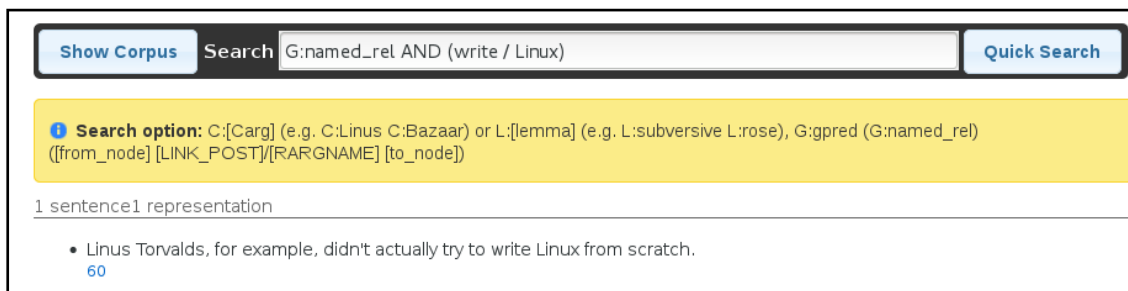 Show Corpus Search G:named_rel AND (write / Linux) Quick Search
Search option: C:[Carg] (e.g. C:Linus C:Bazaar) or L:[lemma] (e.g. L:subversive L:rose), G:gpred (G:named_rel)
([from_node] [LINK_POST]/[RARGNAME] [to_node])
1 sentence1 representation
• Linus Torvalds, for example, didn't actually try to write Linux from scratch.
60